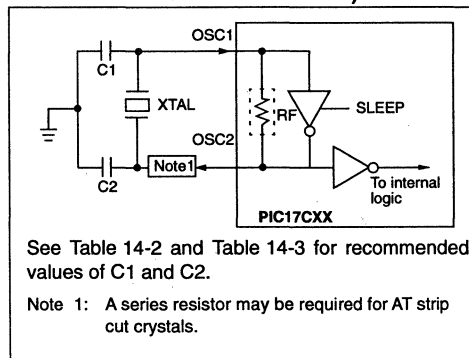 OSC1
C1
XTAL
RF
SLEEP
OSC2
C2
Note1
To internal
logic
PIC17CXX
See Table 14-2 and Table 14-3 for recommended
values of C1 and C2.
Note 1: A series resistor may be required for AT strip
cut crystals.